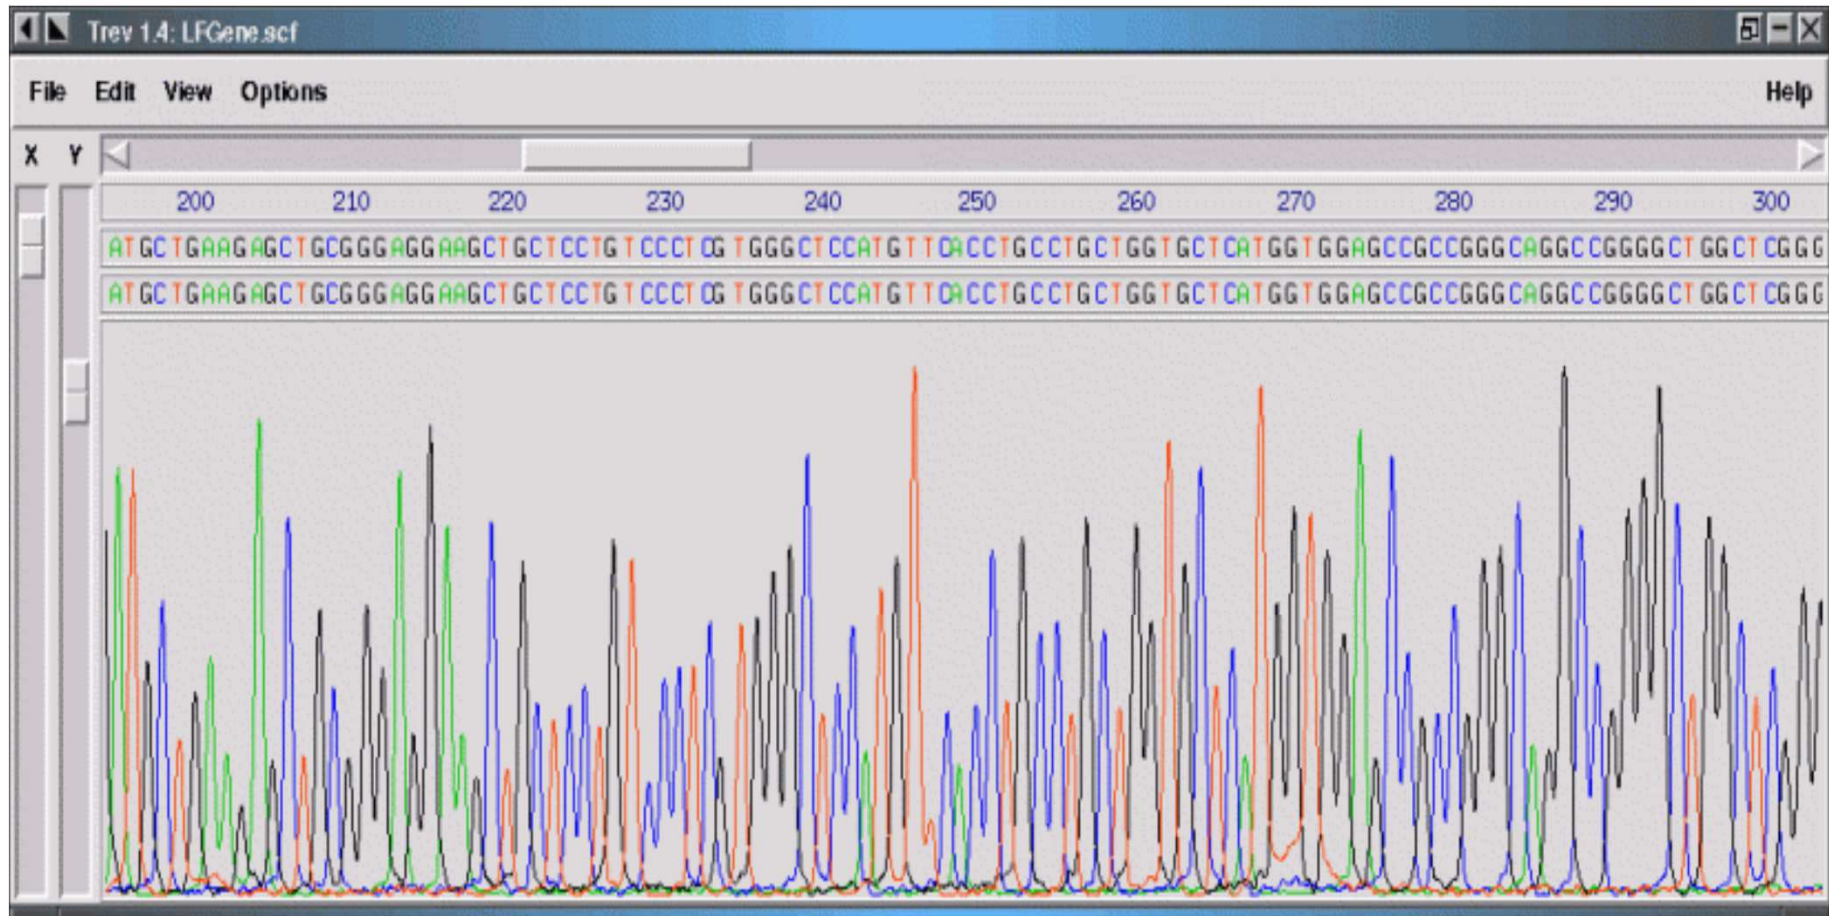 Trev 1.4: LFGene.scf
File Edit View Options Help
X Y
200 210 220 230 240 250 260 270 280 290 300
ATGCTGAAGAGCTGCGGGAGGAAGCTGCTCCTGTCCCTCGTGGGCTCCATGTTCACCTGCCTGCTGGTGCTCATGGTGGAGCCGCCGGGCAGGCCGGGGCTGGCTCGGG
ATGCTGAAGAGCTGCGGGAGGAAGCTGCTCCTGTCCCTCGTGGGCTCCATGTTCACCTGCCTGCTGGTGCTCATGGTGGAGCCGCCGGGCAGGCCGGGGCTGGCTCGGG